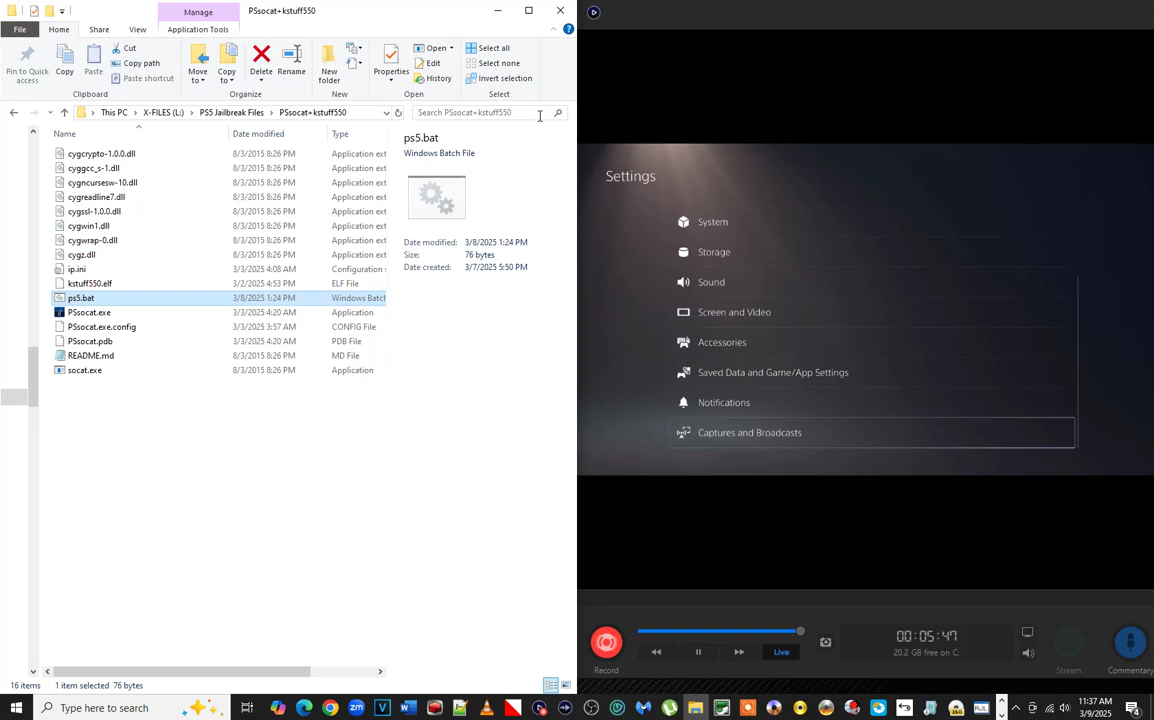 Manage
PSsocat+kstuff550
File
Home
Share
View
Application Tools
Pin to Quick access
Copy
Paste
Cut
Copy path
Paste shortcut
Clipboard
Move to
Copy to
Delete
Rename
Organize
New folder
New
Properties
Open
Edit
History
Open
Select all
Select none
Invert selection
Select
This PC
X-FILES (L:)
PS5 Jailbreak Files
PSsocat+kstuff550
Search PSsocat+kstuff550
Name Date modified Type
cygcrypto-1.0.0.dll 8/3/2015 8:26 PM Application ext
cyggcc_s-1.dll 8/3/2015 8:26 PM Application ext
cygncursesw-10.dll 8/3/2015 8:26 PM Application ext
cygreadline7.dll 8/3/2015 8:26 PM Application ext
cygssl-1.0.0.dll 8/3/2015 8:26 PM Application ext
cygwin1.dll 8/3/2015 8:26 PM Application ext
cygwrap-0.dll 8/3/2015 8:26 PM Application ext
cygz.dll 8/3/2015 8:26 PM Application ext
ip.ini 3/3/2025 4:08 AM Configuration s
kstuff550.elf 3/2/2025 4:53 PM ELF File
ps5.bat 3/8/2025 1:24 PM Windows Batch
PSsocat.exe 3/3/2025 4:20 AM Application
PSsocat.exe.config 3/3/2025 3:57 AM CONFIG File
PSsocat.pdb 3/3/2025 4:20 AM PDB File
README.md 8/3/2015 8:26 PM MD File
socat.exe 8/3/2015 8:26 PM Application
ps5.bat
Windows Batch File
Date modified: 3/8/2025 1:24 PM
Size: 76 bytes
Date created: 3/7/2025 5:50 PM
16 items
1 item selected 76 bytes
Settings
System
Storage
Sound
Screen and Video
Accessories
Saved Data and Game/App Settings
Notifications
Captures and Broadcasts
Record
Live
00:05:47
20.2 GB free on C:
Stream
Commentary
Type here to search
11:37 AM
3/9/2025